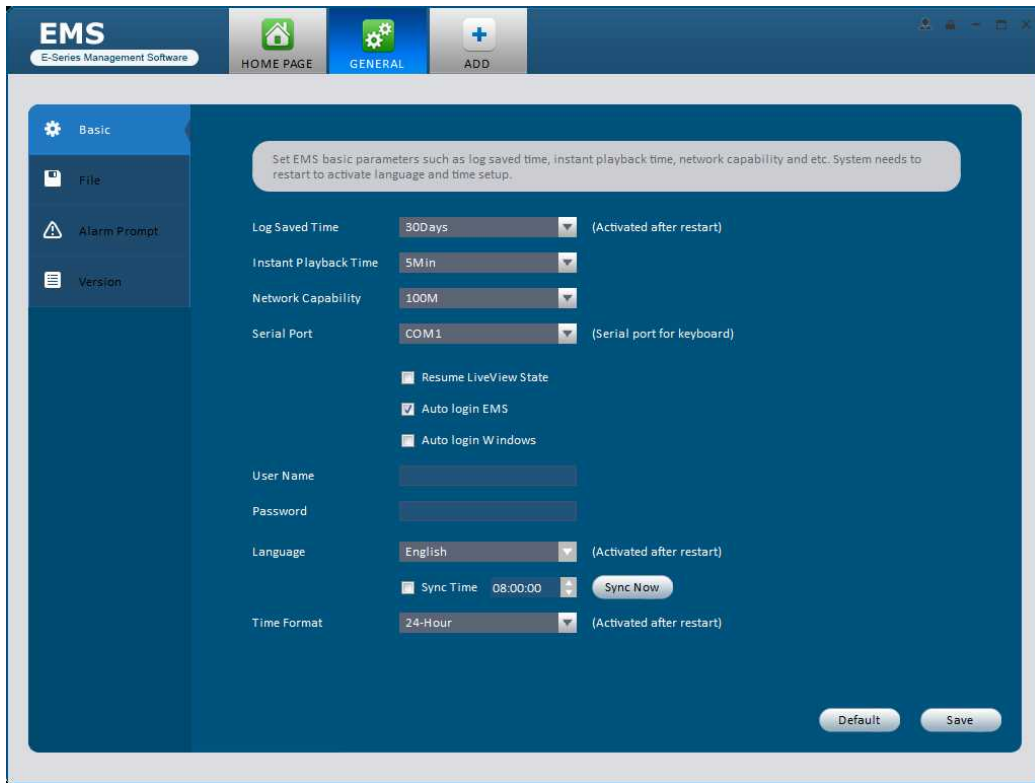 EMS
E-Series Management Software
HOME PAGE
GENERAL
ADD
Basic
File
Alarm Prompt
Version
Set EMS basic parameters such as log saved time, instant playback time, network capability and etc. System needs to
restart to activate language and time setup.
Log Saved Time 30Days (Activated after restart)
Instant Playback Time 5Min
Network Capability 100M
Serial Port COM1 (Serial port for keyboard)
Resume LiveView State
Auto login EMS
Auto login Windows
User Name
Password
Language English (Activated after restart)
Sync Time 08:00:00 Sync Now
Time Format 24-Hour (Activated after restart)
Default Save